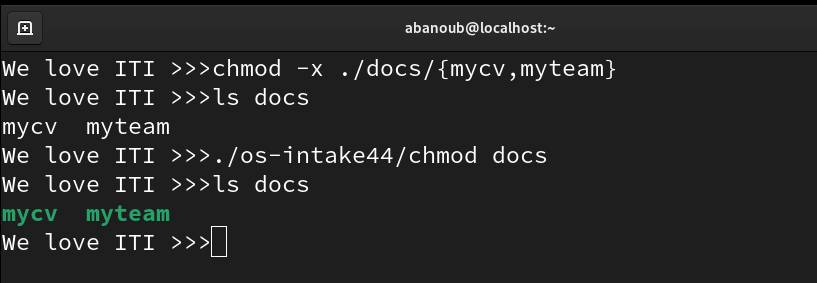 abanoub@localhost:~
We love ITI >>>chmod -x ./docs/{mycv,myteam}
We love ITI >>>ls docs
mycv  myteam
We love ITI >>>./os-intake44/chmod docs
We love ITI >>>ls docs
mycv  myteam
We love ITI >>>